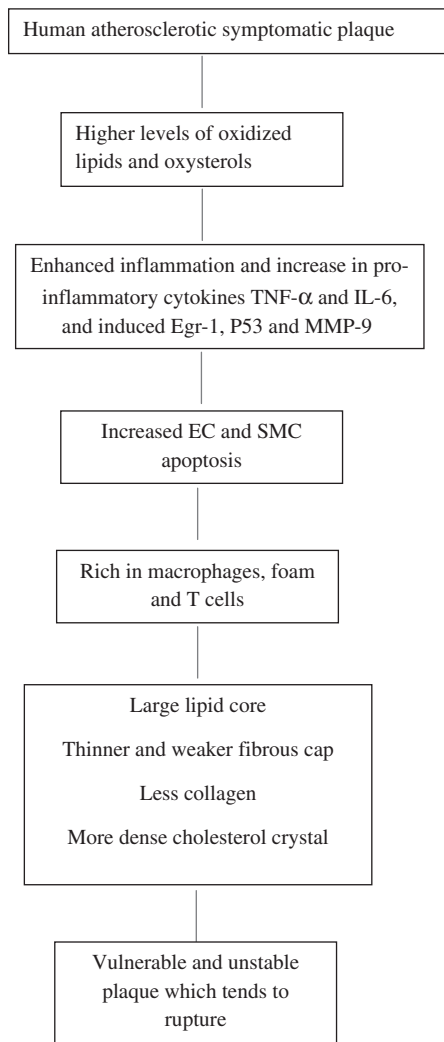 Human atherosclerotic symptomatic plaque
Higher levels of oxidized
lipids and oxysterols
Enhanced inflammation and increase in pro-
inflammatory cytokines TNF-α and IL-6,
and induced Egr-1, P53 and MMP-9
Increased EC and SMC
apoptosis
Rich in macrophages, foam
and T cells
Large lipid core
Thinner and weaker fibrous cap
Less collagen
More dense cholesterol crystal
Vulnerable and unstable
plaque which tends to
rupture